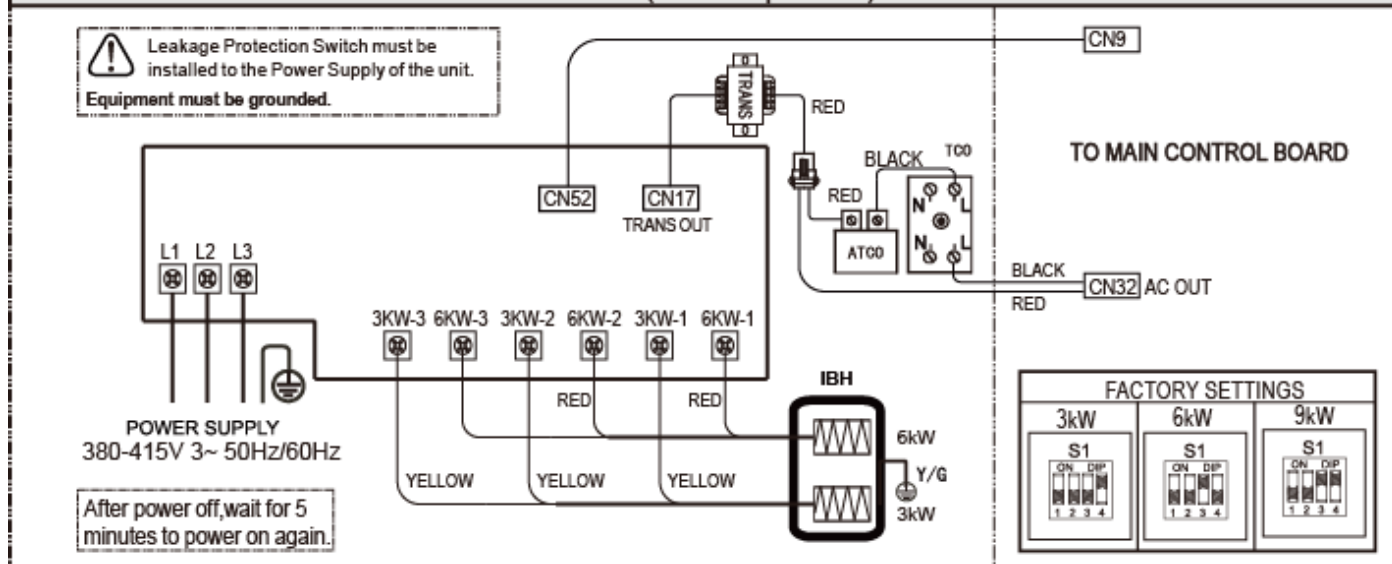 Leakage Protection Switch must be
installed to the Power Supply of the unit.
Equipment must be grounded.
CN9
TRANS
RED
TO MAIN CONTROL BOARD
BLACK
TCO
CN52
CN17
TRANS OUT
RED
N L
ATCO
N L
L1 L2 L3
BLACK
CN32 AC OUT
RED
3KW-3 6KW-3 3KW-2 6KW-2 3KW-1 6KW-1
IBH
RED
RED
POWER SUPPLY
380-415V 3~ 50Hz/60Hz
6kW
Y/G
3kW
YELLOW
YELLOW
YELLOW
After power off,wait for 5
minutes to power on again.
FACTORY SETTINGS
3kW 6kW 9kW
S1 S1 S1
ON DIP ON DIP ON DIP
1 2 3 4 1 2 3 4 1 2 3 4